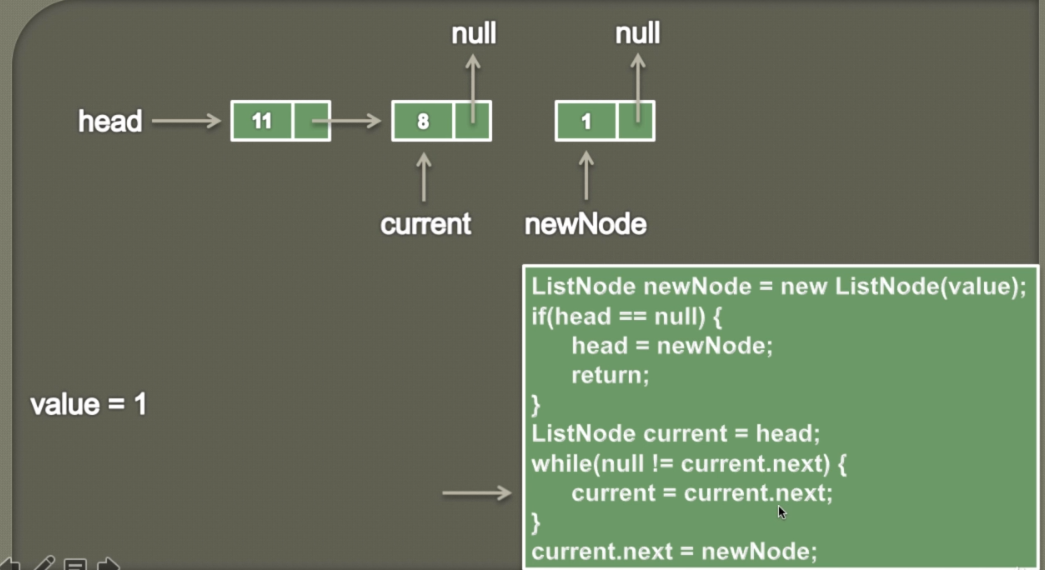 null null
head 11 8 1
current newNode
ListNode newNode = new ListNode(value);
if(head == null) {
head = newNode;
return;
}
value = 1
ListNode current = head;
while(null != current.next) {
current = current.next;
}
current.next = newNode;